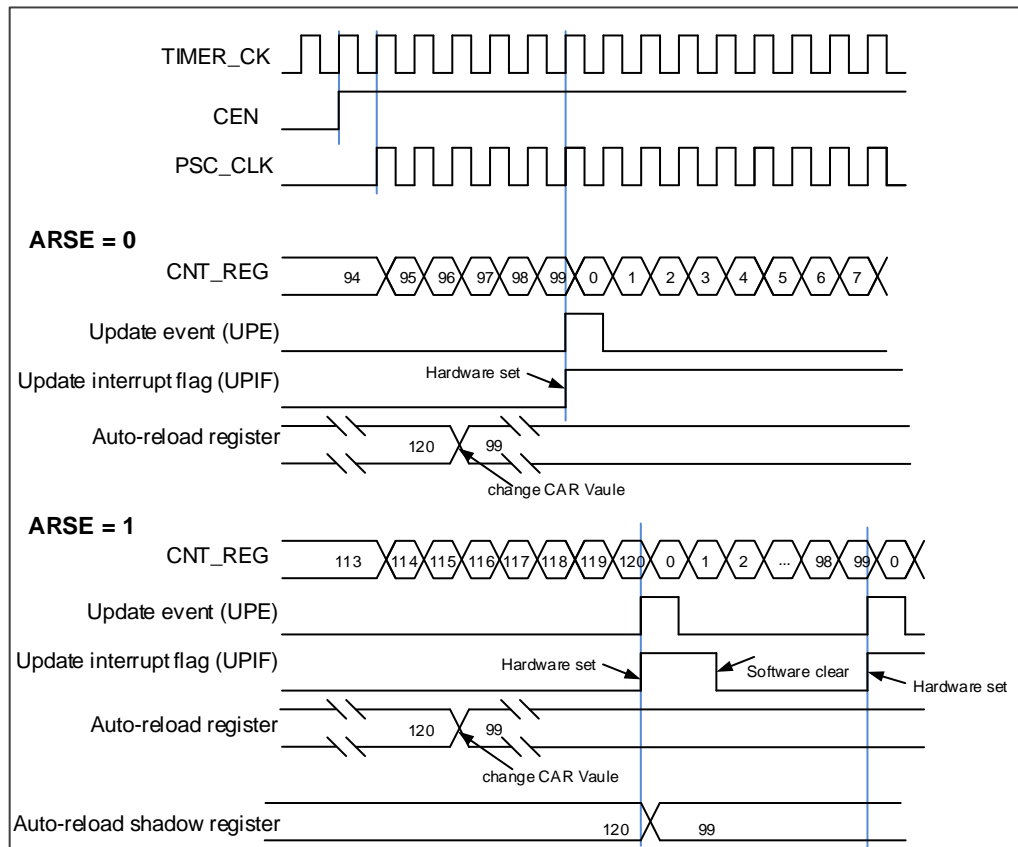 TIMER_CK
CEN
PSC_CLK
ARSE = 0
CNT_REG 94 95 96 97 98 99 0 1 2 3 4 5 6 7
Update event (UPE)
Update interrupt flag (UPIF) Hardware set
Auto-reload register 120 99
change CAR Vaule
ARSE = 1
CNT_REG 113 114 115 116 117 118 119 120 0 1 2 ... 98 99 0
Update event (UPE)
Update interrupt flag (UPIF) Hardware set Software clear Hardware set
Auto-reload register 120 99
change CAR Vaule
Auto-reload shadow register 120 99